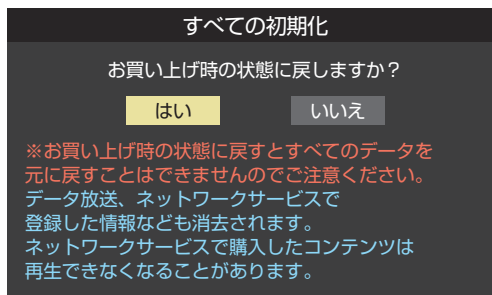 すべての初期化
お買い上げ時の状態に戻しますか？
はい
いいえ
※お買い上げ時の状態に戻すとすべてのデータを
元に戻すことはできませんのでご注意ください。
データ放送、ネットワークサービスで
登録した情報なども消去されます。
ネットワークサービスで購入したコンテンツは
再生できなくなることがあります。